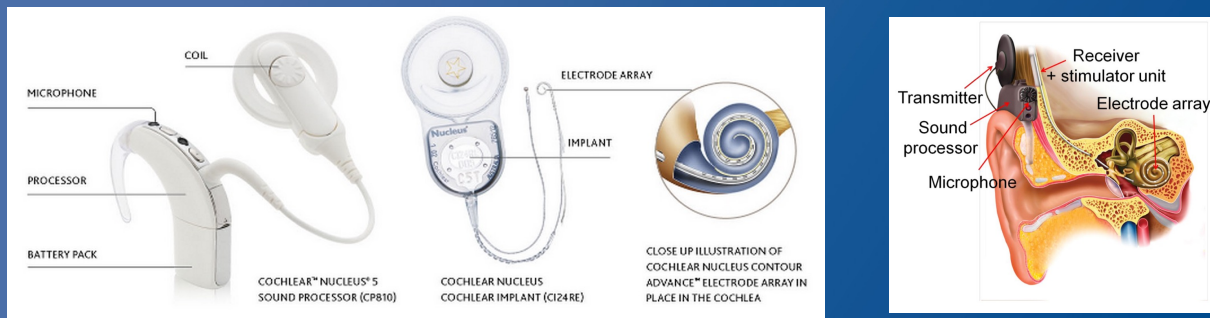 COIL
MICROPHONE
PROCESSOR
BATTERY PACK
COCHLEAR™ NUCLEUS® 5
SOUND PROCESSOR (CP810)
ELECTRODE ARRAY
Nucleus®
IMPLANT
COCHLEAR NUCLEUS
COCHLEAR IMPLANT (CI24RE)
CLOSE UP ILLUSTRATION OF
COCHLEAR NUCLEUS CONTOUR
ADVANCE™ ELECTRODE ARRAY IN
PLACE IN THE COCHLEA
Receiver
+ stimulator unit
Transmitter
Electrode array
Sound
processor
Microphone